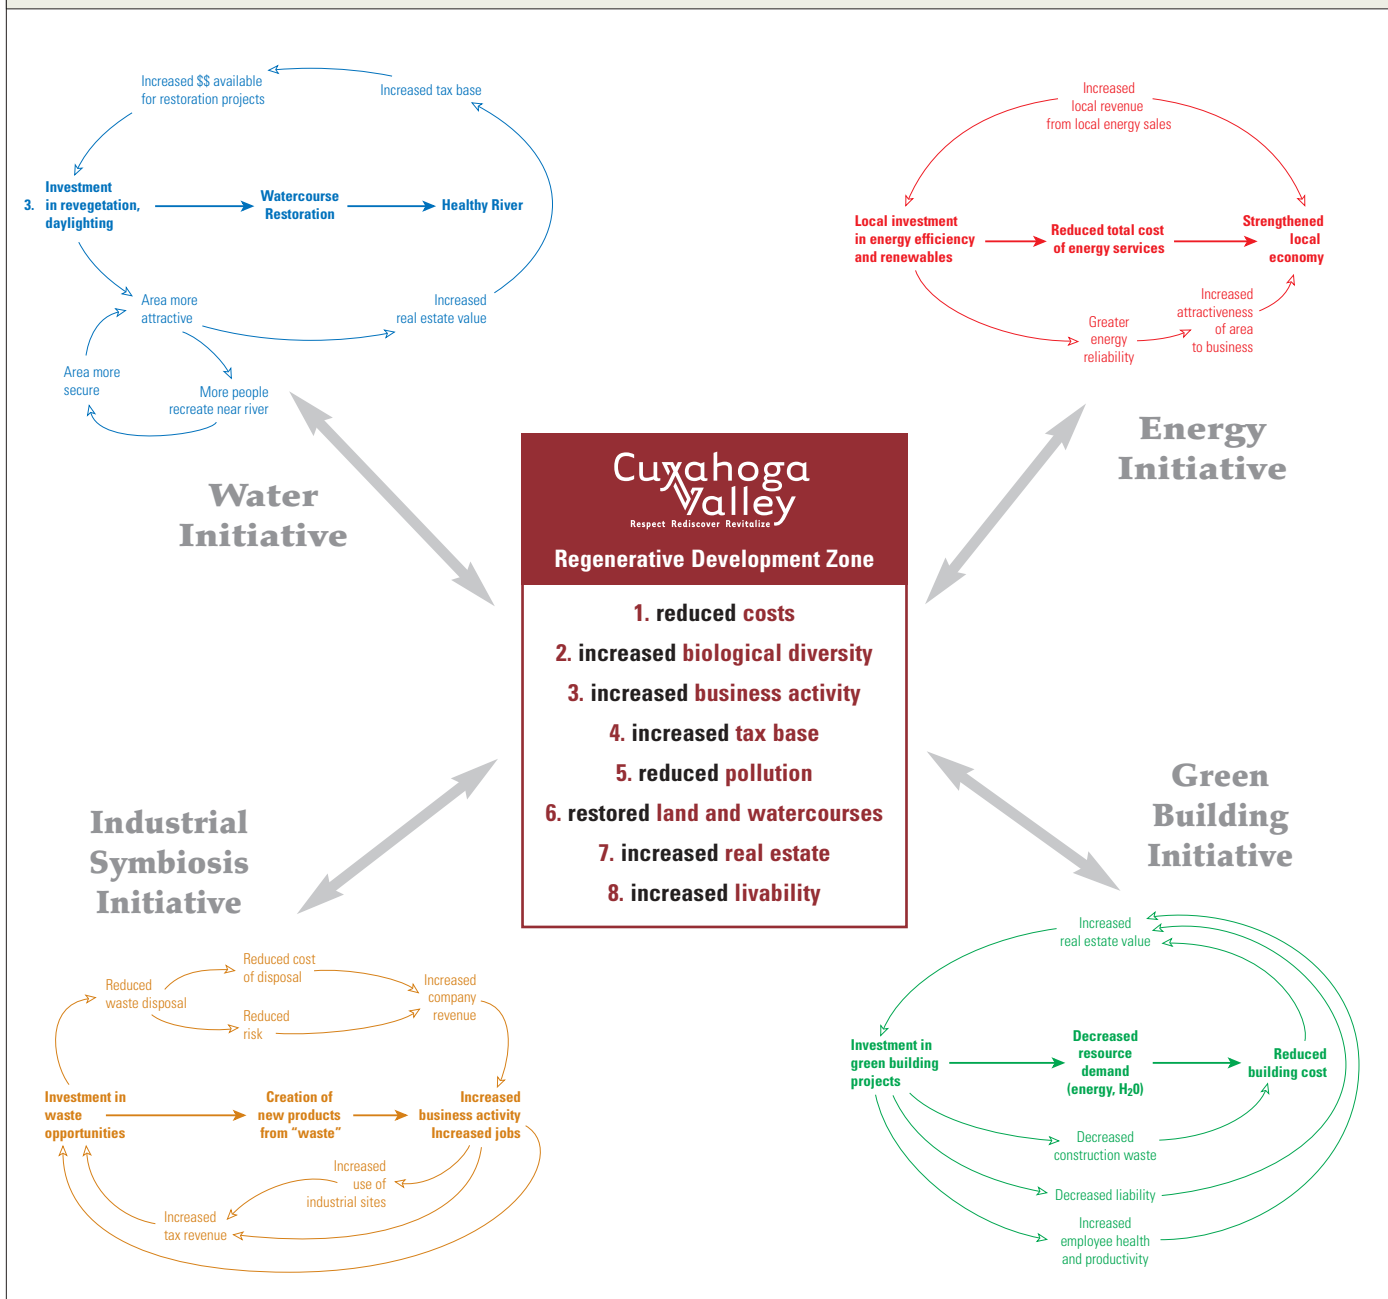 Increased $$ available
for restoration projects
Increased tax base
3. Investment
in revegetation,
daylighting
Watercourse
Restoration
Healthy River
Area more
attractive
Increased
real estate value
Area more
secure
More people
recreate near river
Water
Initiative
Increased
local revenue
from local energy sales
Local investment
in energy efficiency
and renewables
Reduced total cost
of energy services
Strengthened
local
economy
Greater
energy
reliability
Increased
attractiveness
of area
to business
Energy
Initiative
Cuyahoga
Valley
Respect Rediscover Revitalize
Regenerative Development Zone
1. reduced costs
2. increased biological diversity
3. increased business activity
4. increased tax base
5. reduced pollution
6. restored land and watercourses
7. increased real estate
8. increased livability
Industrial
Symbiosis
Initiative
Reduced
waste disposal
Reduced cost
of disposal
Reduced
risk
Increased
company
revenue
Investment in
waste
opportunities
Creation of
new products
from “waste”
Increased
business activity
Increased jobs
Increased
use of
industrial sites
Increased
tax revenue
Green
Building
Initiative
Increased
real estate value
Investment in
green building
projects
Decreased
resource
demand
(energy, H20)
Reduced
building cost
Decreased
construction waste
Decreased liability
Increased
employee health
and productivity